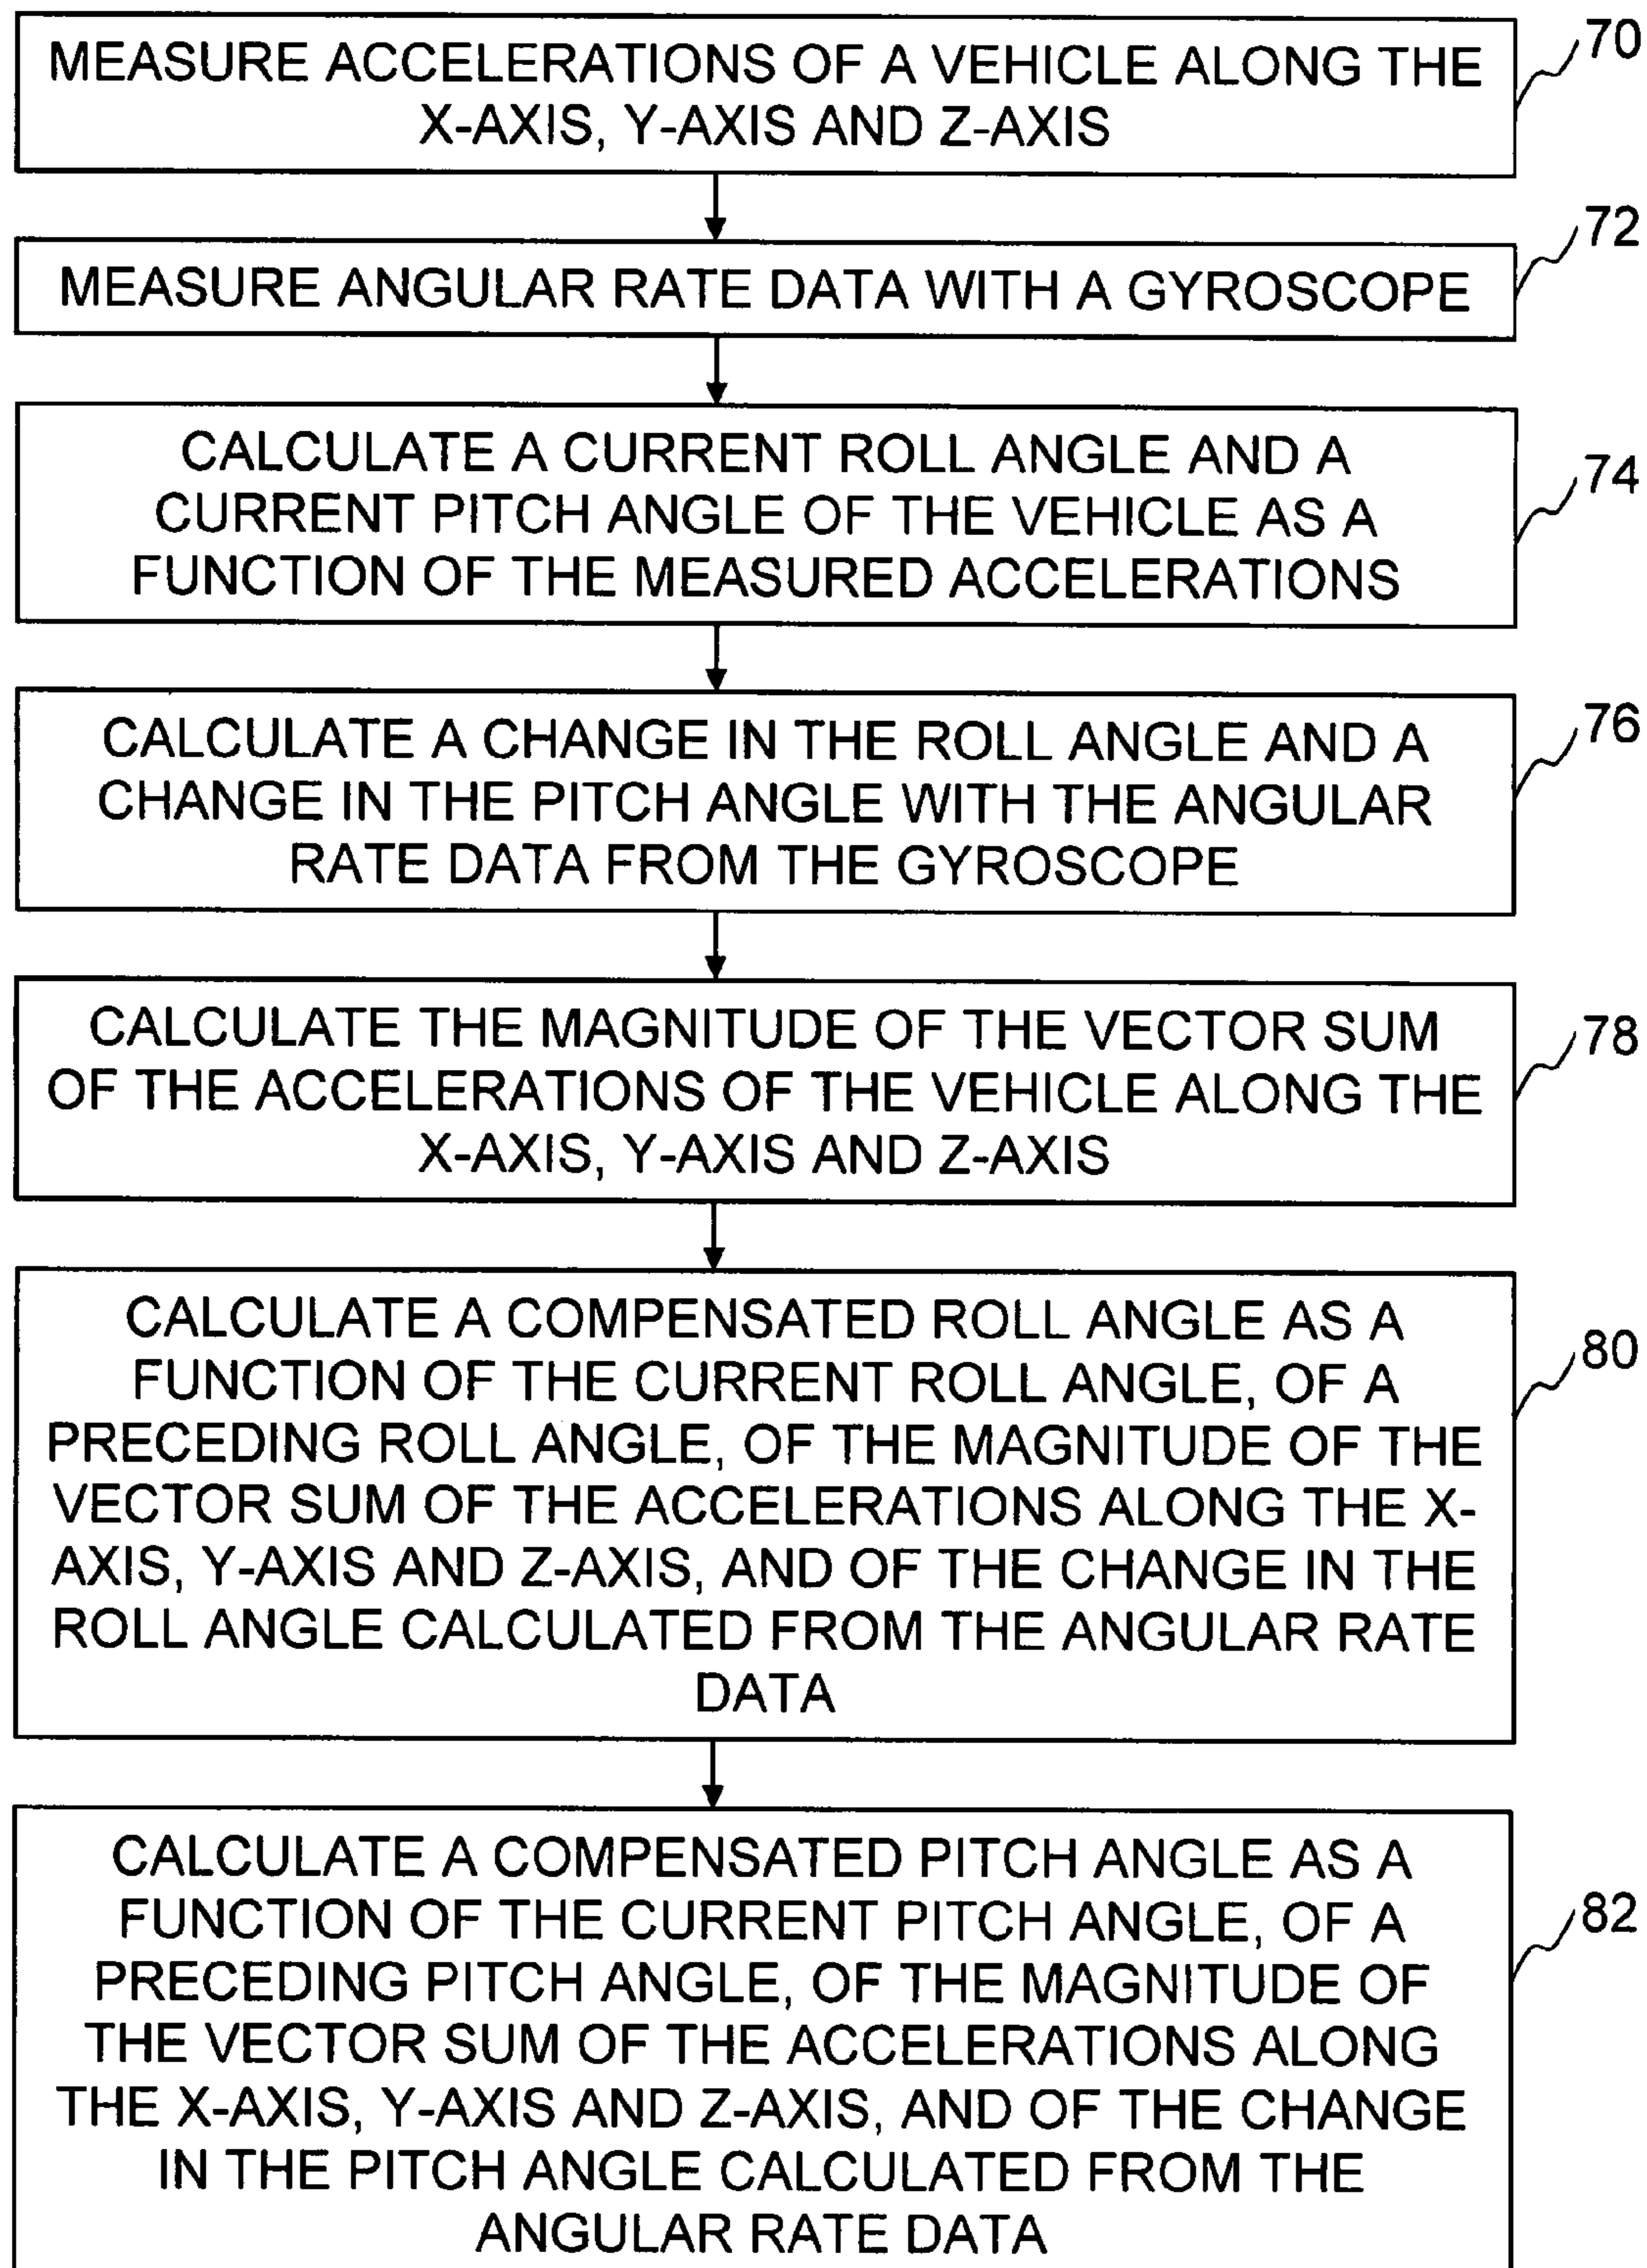 MEASURE ACCELERATIONS OF A VEHICLE ALONG THE
X-AXIS, Y-AXIS AND Z-AXIS
70
MEASURE ANGULAR RATE DATA WITH A GYROSCOPE
72
CALCULATE A CURRENT ROLL ANGLE AND A
CURRENT PITCH ANGLE OF THE VEHICLE AS A
FUNCTION OF THE MEASURED ACCELERATIONS
74
CALCULATE A CHANGE IN THE ROLL ANGLE AND A
CHANGE IN THE PITCH ANGLE WITH THE ANGULAR
RATE DATA FROM THE GYROSCOPE
76
CALCULATE THE MAGNITUDE OF THE VECTOR SUM
OF THE ACCELERATIONS OF THE VEHICLE ALONG THE
X-AXIS, Y-AXIS AND Z-AXIS
78
CALCULATE A COMPENSATED ROLL ANGLE AS A
FUNCTION OF THE CURRENT ROLL ANGLE, OF A
PRECEDING ROLL ANGLE, OF THE MAGNITUDE OF THE
VECTOR SUM OF THE ACCELERATIONS ALONG THE X-
AXIS, Y-AXIS AND Z-AXIS, AND OF THE CHANGE IN THE
ROLL ANGLE CALCULATED FROM THE ANGULAR RATE
DATA
80
CALCULATE A COMPENSATED PITCH ANGLE AS A
FUNCTION OF THE CURRENT PITCH ANGLE, OF A
PRECEDING PITCH ANGLE, OF THE MAGNITUDE OF
THE VECTOR SUM OF THE ACCELERATIONS ALONG
THE X-AXIS, Y-AXIS AND Z-AXIS, AND OF THE CHANGE
IN THE PITCH ANGLE CALCULATED FROM THE
ANGULAR RATE DATA
82